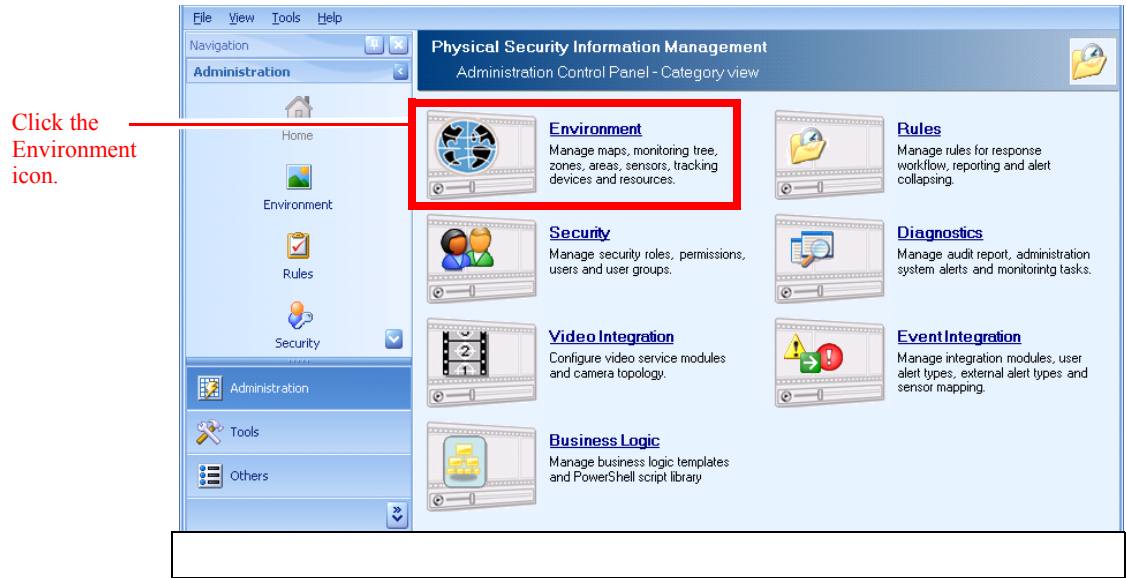 File View Tools Help
Navigation
Administration
Home
Environment
Rules
Security
Administration
Tools
Others
Click the
Environment
icon.
Physical Security Information Management
Administration Control Panel - Category view
Environment
Manage maps, monitoring tree,
zones, areas, sensors, tracking
devices and resources.
Rules
Manage rules for response
workflow, reporting and alert
collapsing.
Security
Manage security roles, permissions,
users and user groups.
Diagnostics
Manage audit report, administration
system alerts and monitorintg tasks.
2
1
Video Integration
Configure video service modules
and camera topology.
Event Integration
Manage integration modules, user
alert types, external alert types and
sensor mapping.
Business Logic
Manage business logic templates
and PowerShell script library